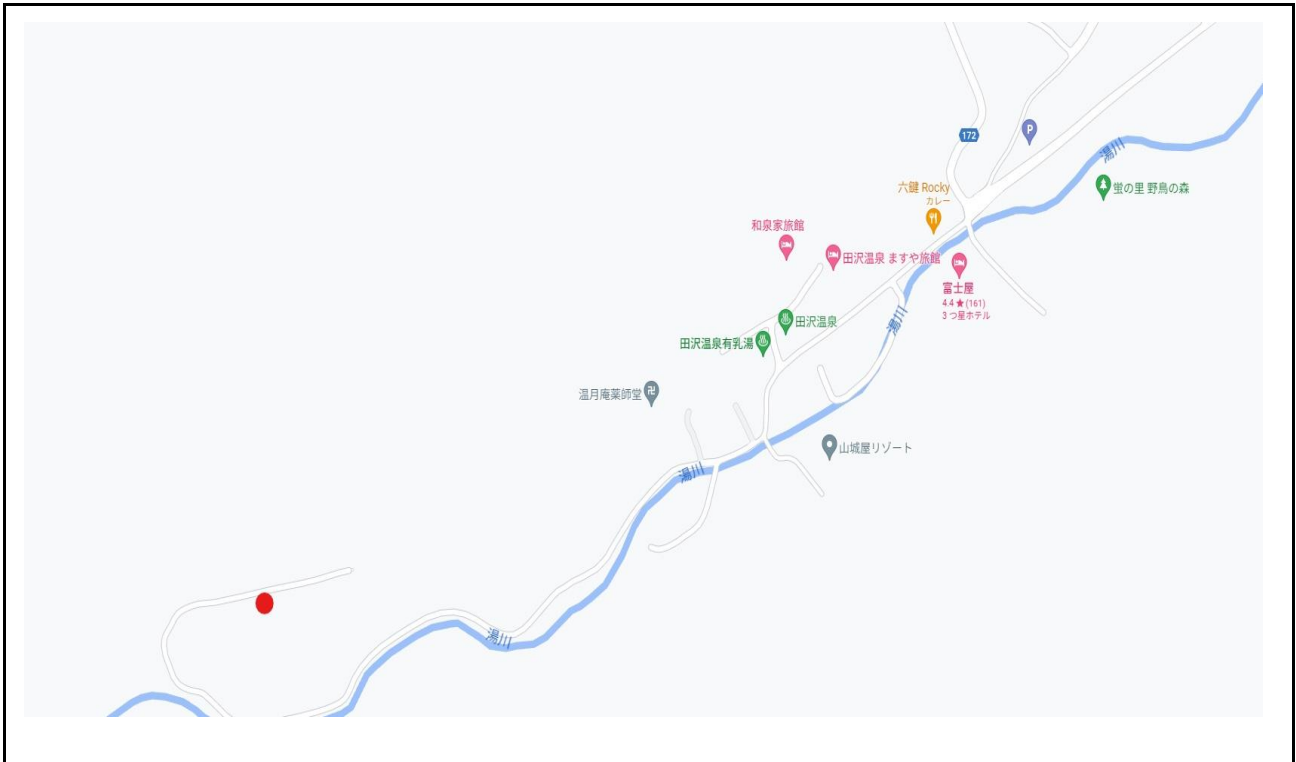 172
P
湯川
蛍の里 野鳥の森
六鍵 Rocky
カレー
和泉家旅館
田沢温泉 ますや旅館
富士屋
4.4★(161)
3 つ星ホテル
湯川
田沢温泉
田沢温泉有乳湯
温月庵薬師堂
卍
山城屋リゾート
湯川
湯川